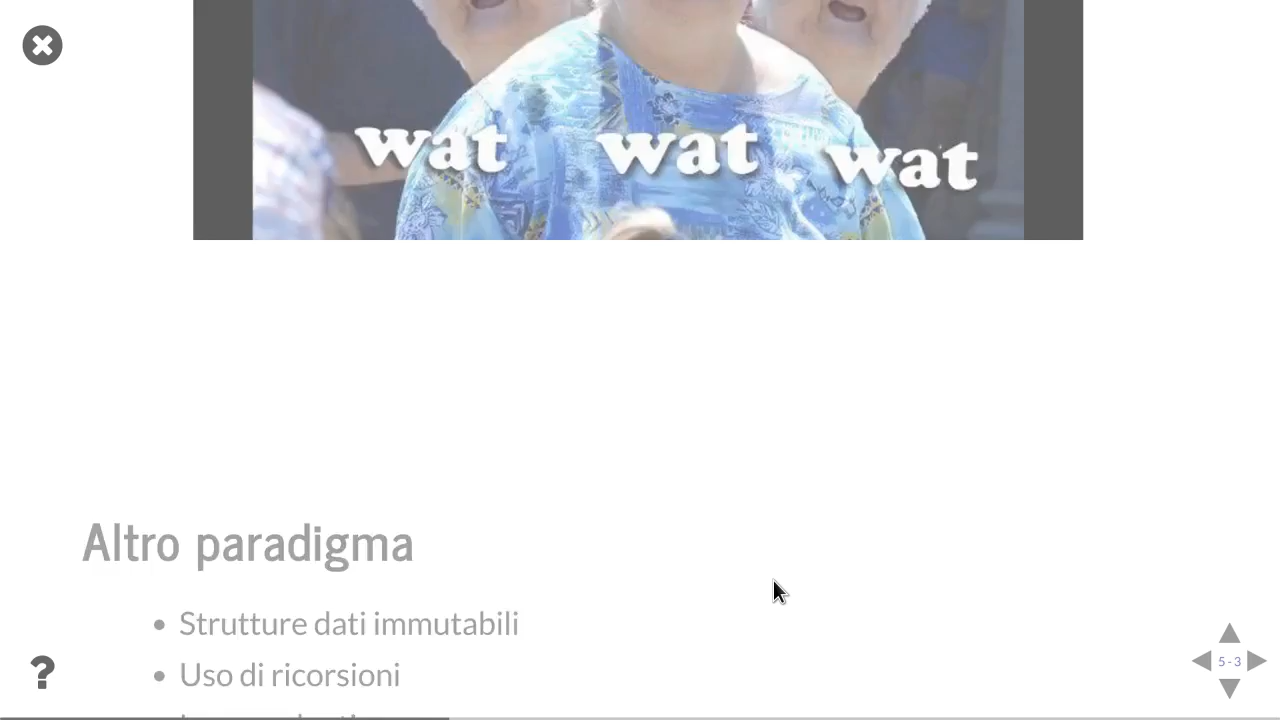 wat wat wat
Altro paradigma
• Strutture dati immutabili
• Uso di ricorsioni
?
5 - 3